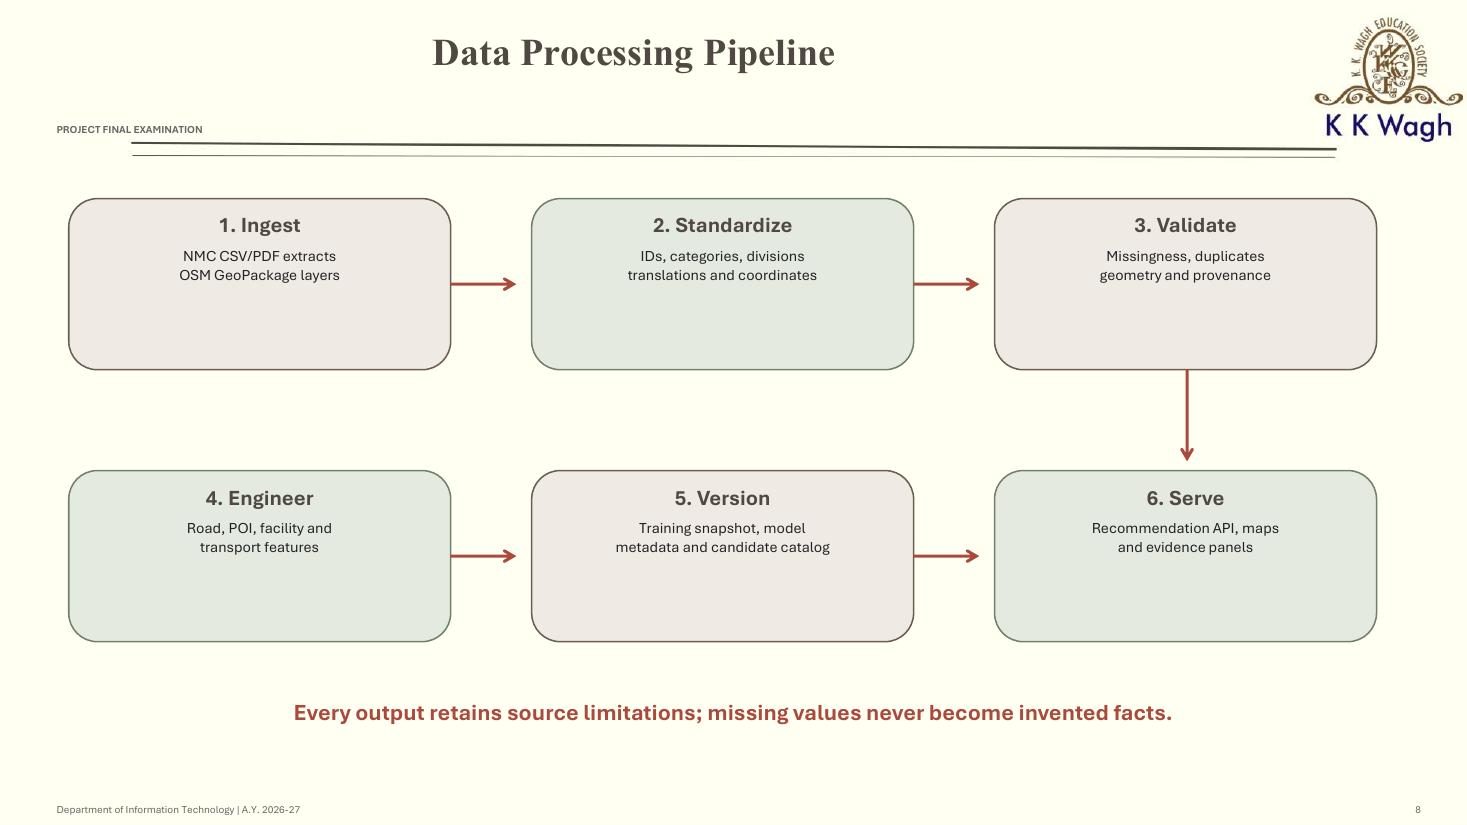 Data Processing Pipeline
K. K. WAGH EDUCATION SOCIETY
K K Wagh
PROJECT FINAL EXAMINATION
1. Ingest
NMC CSV/PDF extracts
OSM GeoPackage layers
2. Standardize
IDs, categories, divisions
translations and coordinates
3. Validate
Missingness, duplicates
geometry and provenance
4. Engineer
Road, POI, facility and
transport features
5. Version
Training snapshot, model
metadata and candidate catalog
6. Serve
Recommendation API, maps
and evidence panels
Every output retains source limitations; missing values never become invented facts.
Department of Information Technology | A.Y. 2026-27
8